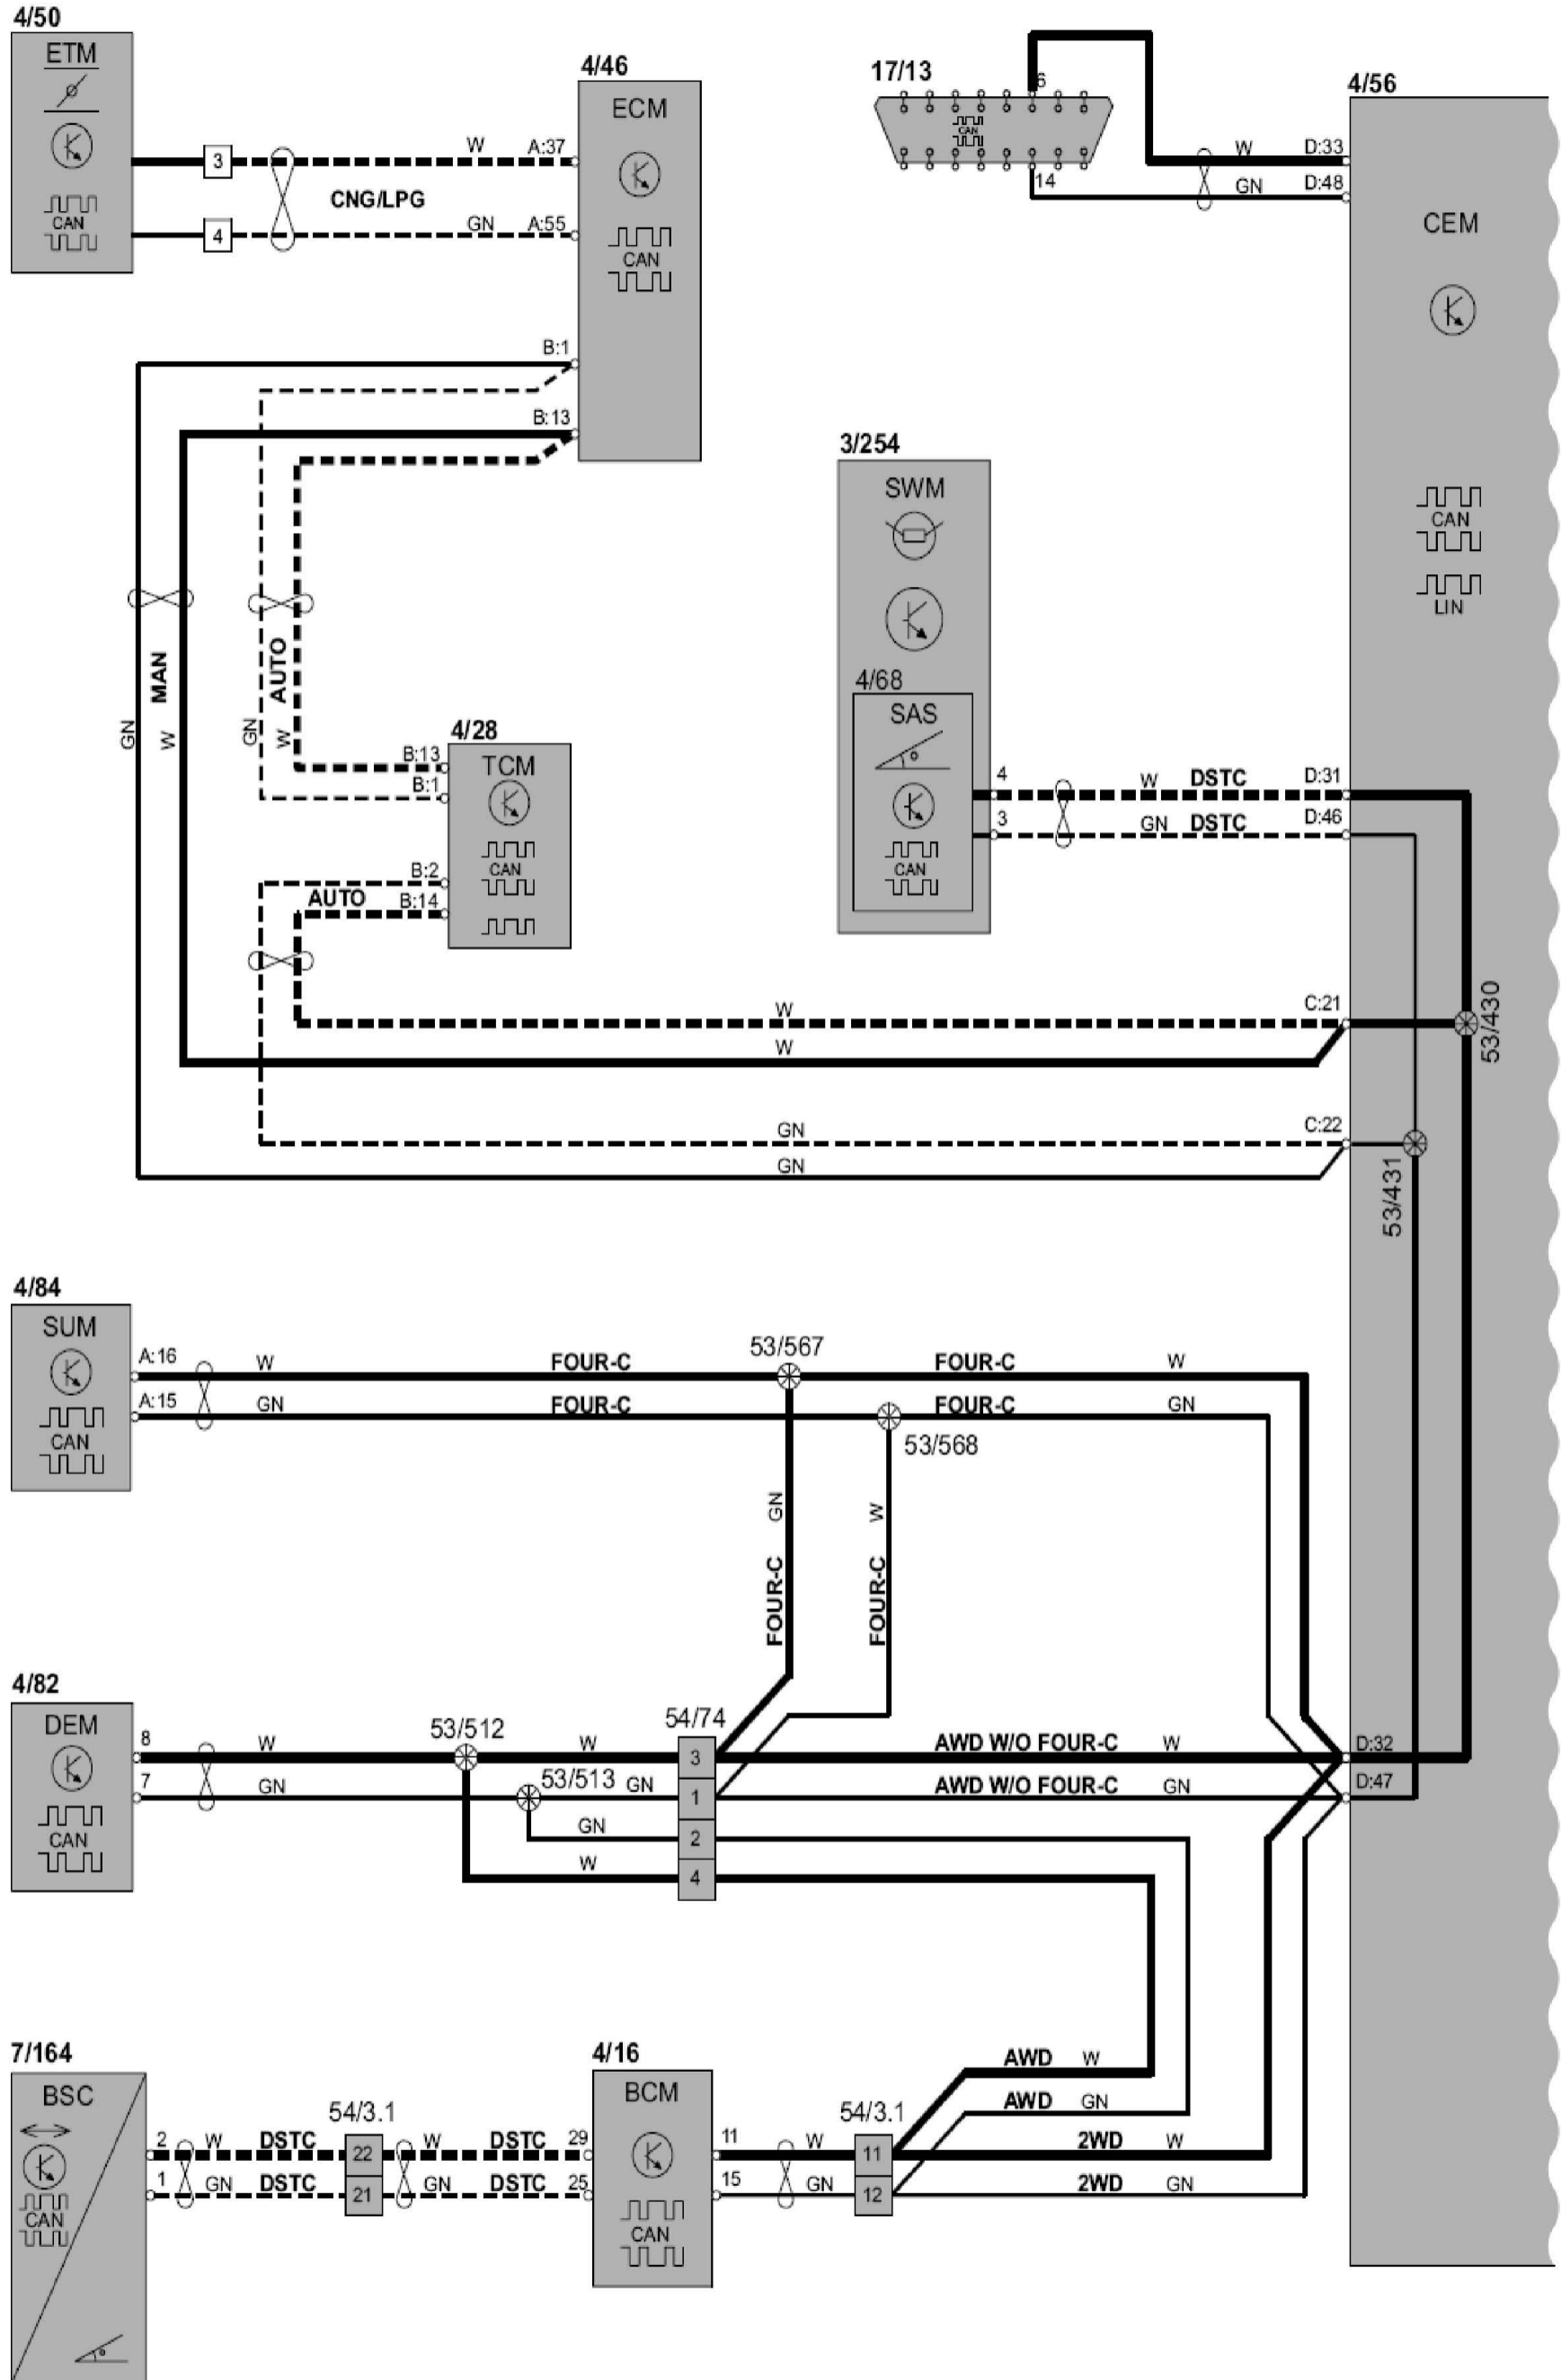 4/50
ETM
CAN
3
4
W
A:37
CNG/LPG
GN
A:55
4/46
ECM
CAN
B:1
B:13
17/13
CAN
6
14
W
D:33
GN
D:48
4/56
CEM
CAN
LIN
3/254
SWM
4/68
SAS
CAN
4
W
DSTC
D:31
3
GN
DSTC
D:46
GN
MAN
W
GN
AUTO
W
4/28
TCM
CAN
B:13
B:1
B:2
AUTO
B:14
W
C:21
W
53/430
GN
C:22
GN
53/431
4/84
SUM
CAN
A:16
W
FOUR-C
53/567
FOUR-C
W
A:15
GN
FOUR-C
FOUR-C
GN
53/568
GN
FOUR-C
W
FOUR-C
4/82
DEM
CAN
8
W
53/512
W
54/74
3
AWD W/O FOUR-C
W
D:32
7
GN
53/513
GN
1
AWD W/O FOUR-C
GN
D:47
GN
2
W
4
7/164
BSC
CAN
2
W
DSTC
54/3.1
22
W
DSTC
29
1
GN
DSTC
21
GN
DSTC
25
4/16
BCM
CAN
11
W
54/3.1
11
15
GN
12
AWD
W
AWD
GN
2WD
W
2WD
GN